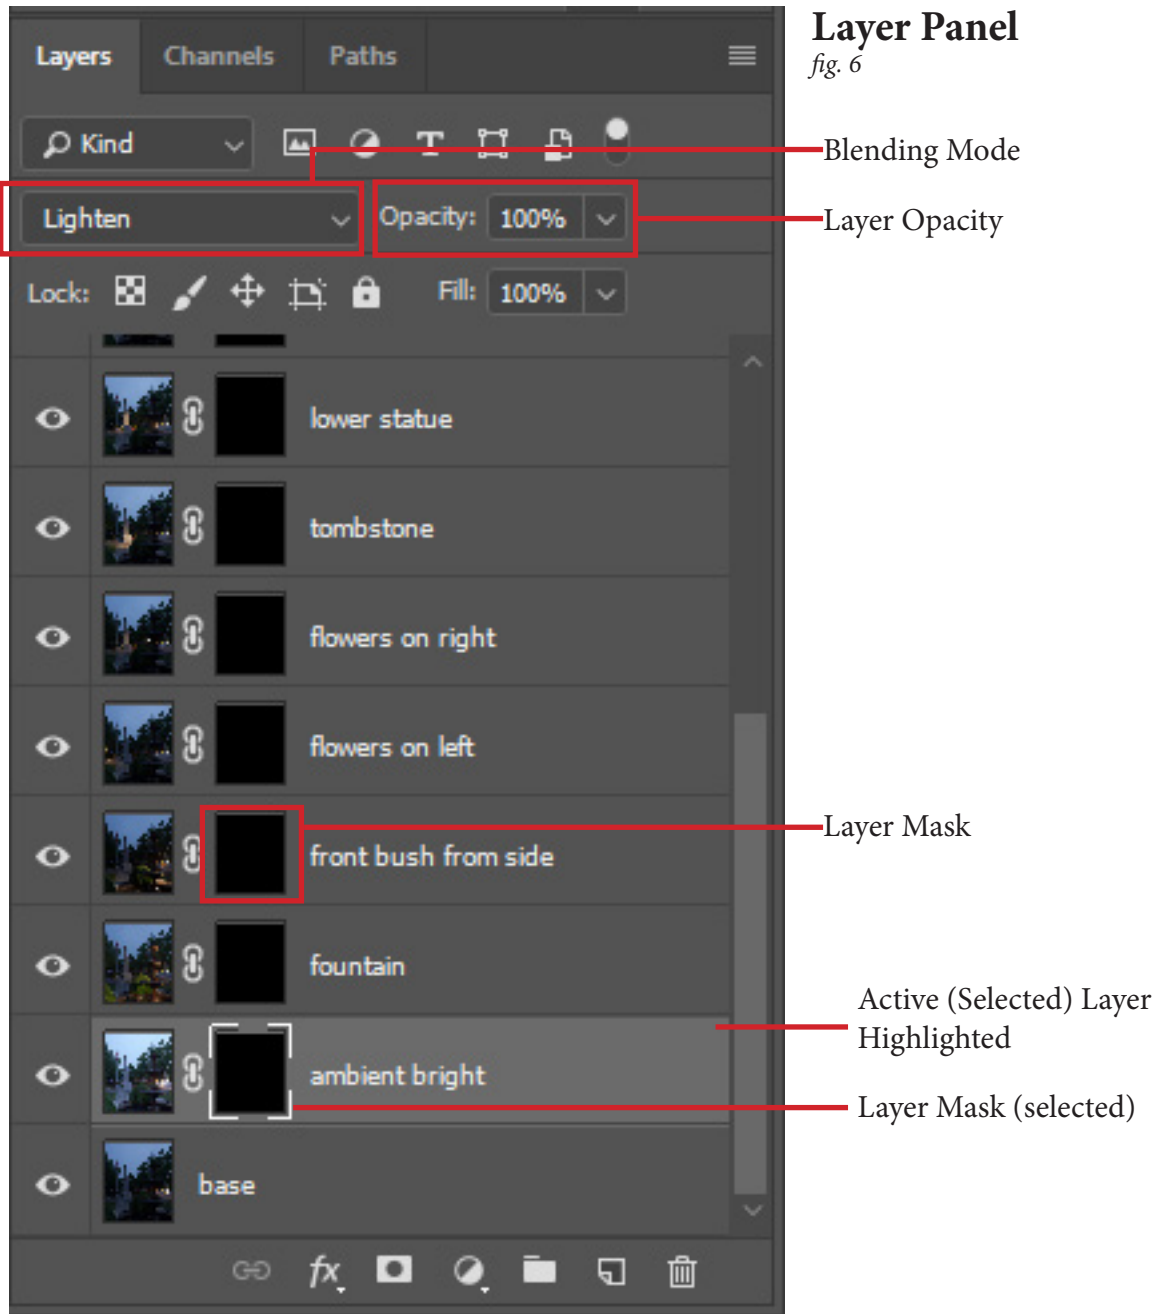 Layer Panel
fig. 6
Layers Channels Paths
Kind
Blending Mode
Lighten Opacity: 100%
Layer Opacity
Lock: Fill: 100%
lower statue
tombstone
flowers on right
flowers on left
Layer Mask
front bush from side
fountain
Active (Selected) Layer
Highlighted
ambient bright
Layer Mask (selected)
base
fx